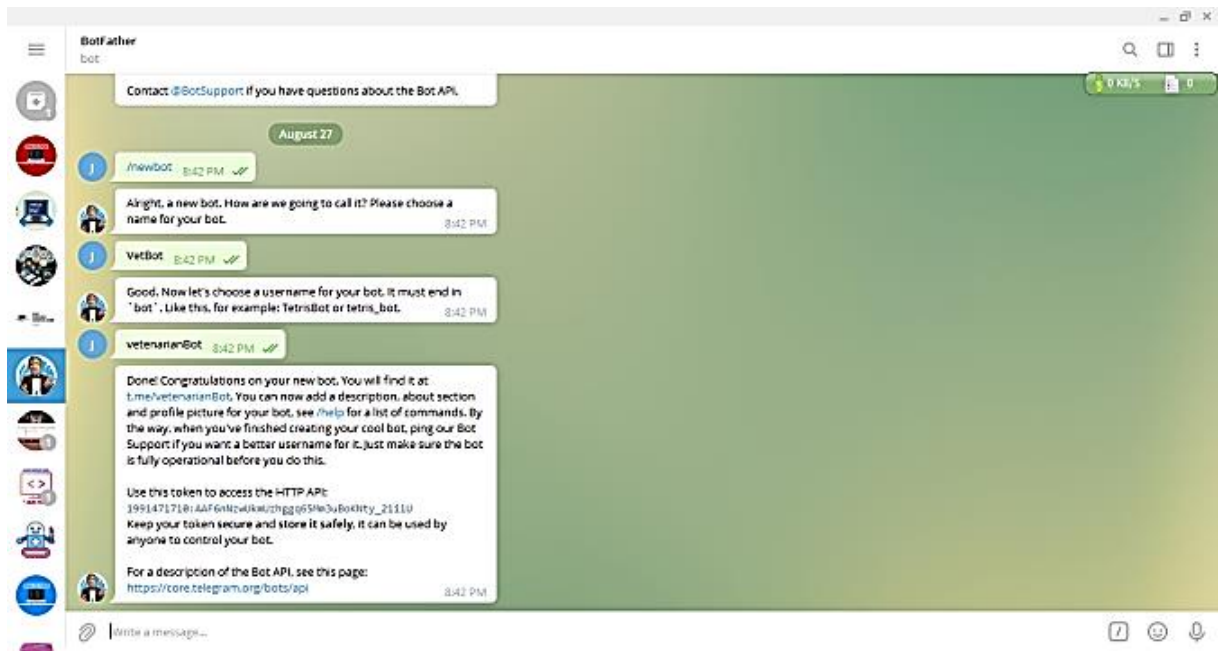 BotFather
bot
0 KB/S 0
Contact @BotSupport if you have questions about the Bot API.
August 27
/newbot 8:42 PM
Alright, a new bot. How are we going to call it? Please choose a
name for your bot.
8:42 PM
VetBot 8:42 PM
Good. Now let's choose a username for your bot. It must end in
`bot`. Like this, for example: TetrisBot or tetris_bot.
8:42 PM
vetenarianBot 8:42 PM
Done! Congratulations on your new bot. You will find it at
t.me/vetenarianBot. You can now add a description, about section
and profile picture for your bot, see /help for a list of commands. By
the way, when you've finished creating your cool bot, ping our Bot
Support if you want a better username for it. Just make sure the bot
is fully operational before you do this.
Use this token to access the HTTP API:
Keep your token secure and store it safely, it can be used by
anyone to control your bot.
For a description of the Bot API, see this page:
https://core.telegram.org/bots/api
8:42 PM
Write a message...